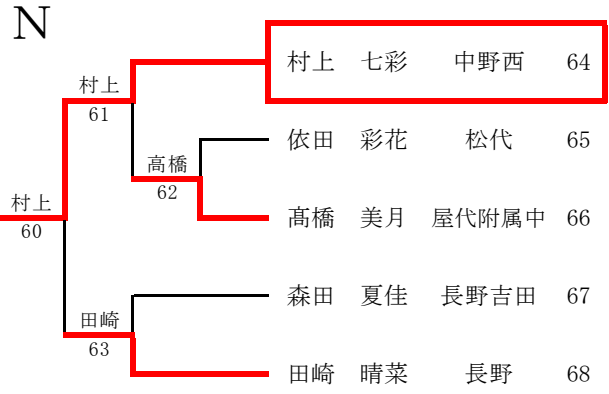 N
村上 七彩 中野西 64
村上
61
依田 彩花 松代 65
高橋
62
村上
60
髙橋 美月 屋代附属中 66
森田 夏佳 長野吉田 67
田崎
63
田崎 晴菜 長野 68